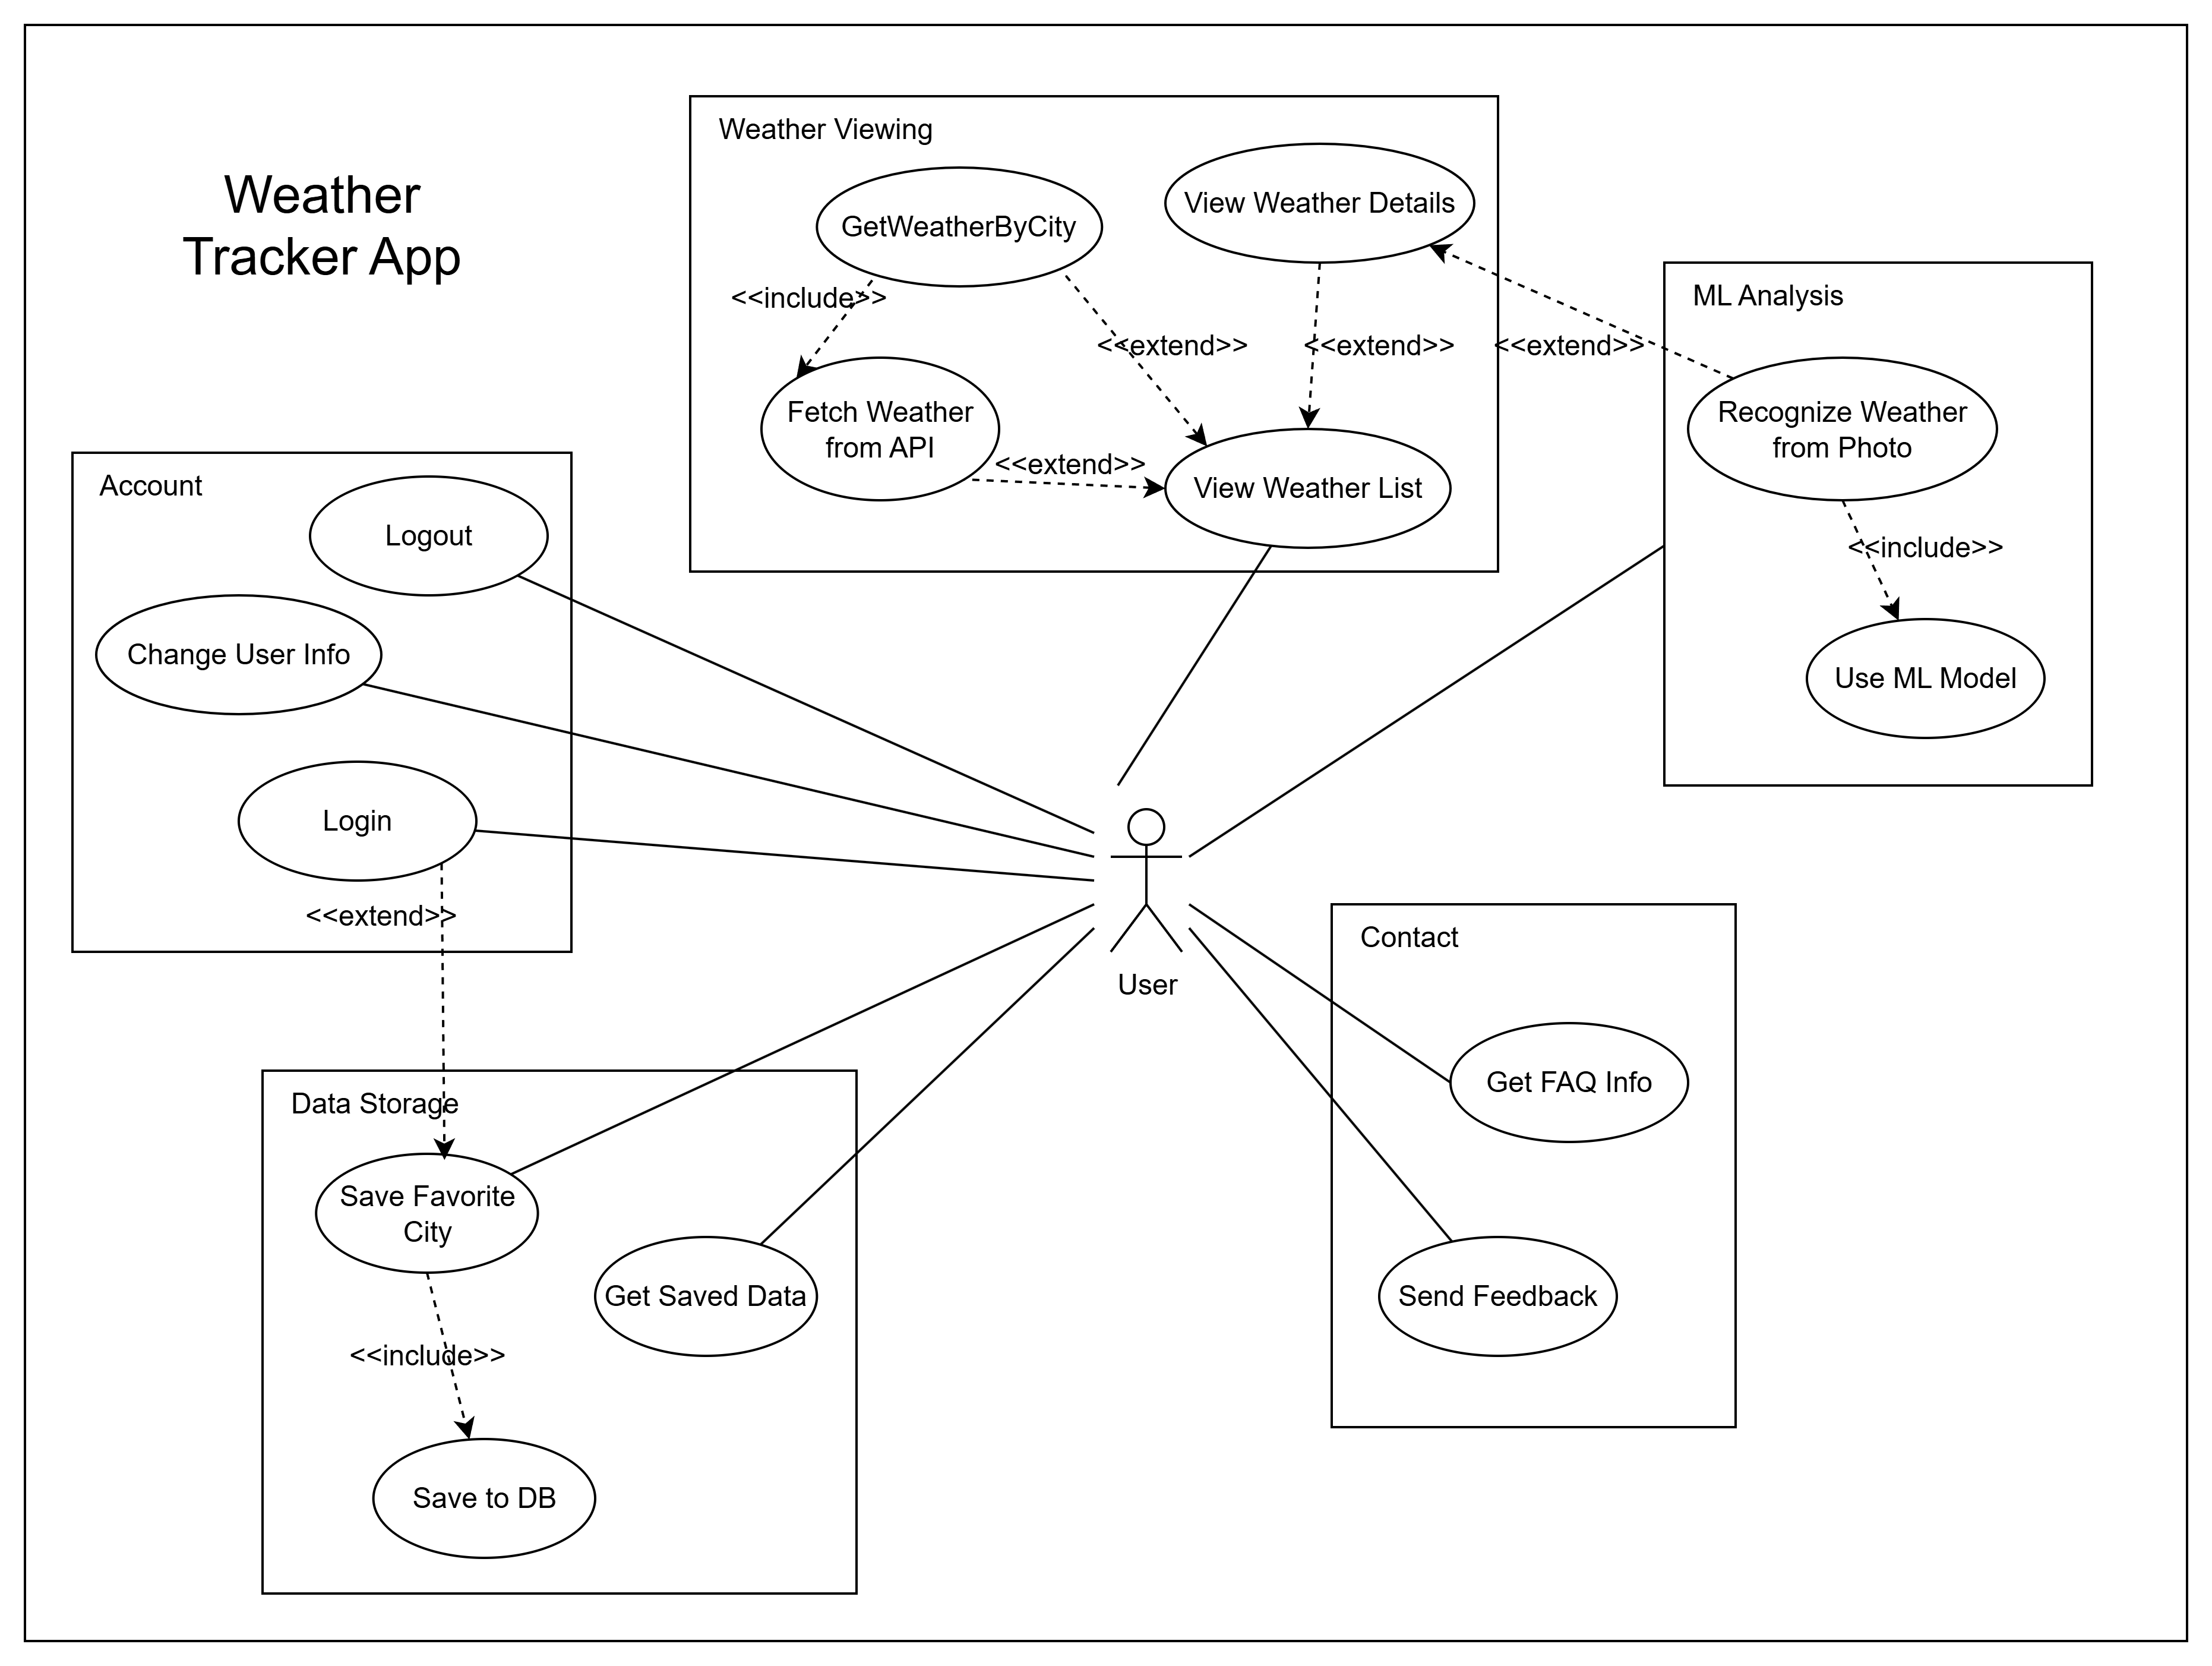 Weather
Tracker App
Weather Viewing
GetWeatherByCity
View Weather Details
<<include>>
<<extend>>
<<extend>>
<<extend>>
Fetch Weather
from API
<<extend>>
View Weather List
ML Analysis
Recognize Weather
from Photo
<<include>>
Use ML Model
Account
Logout
Change User Info
Login
<<extend>>
User
Contact
Get FAQ Info
Send Feedback
Data Storage
Save Favorite
City
Get Saved Data
<<include>>
Save to DB